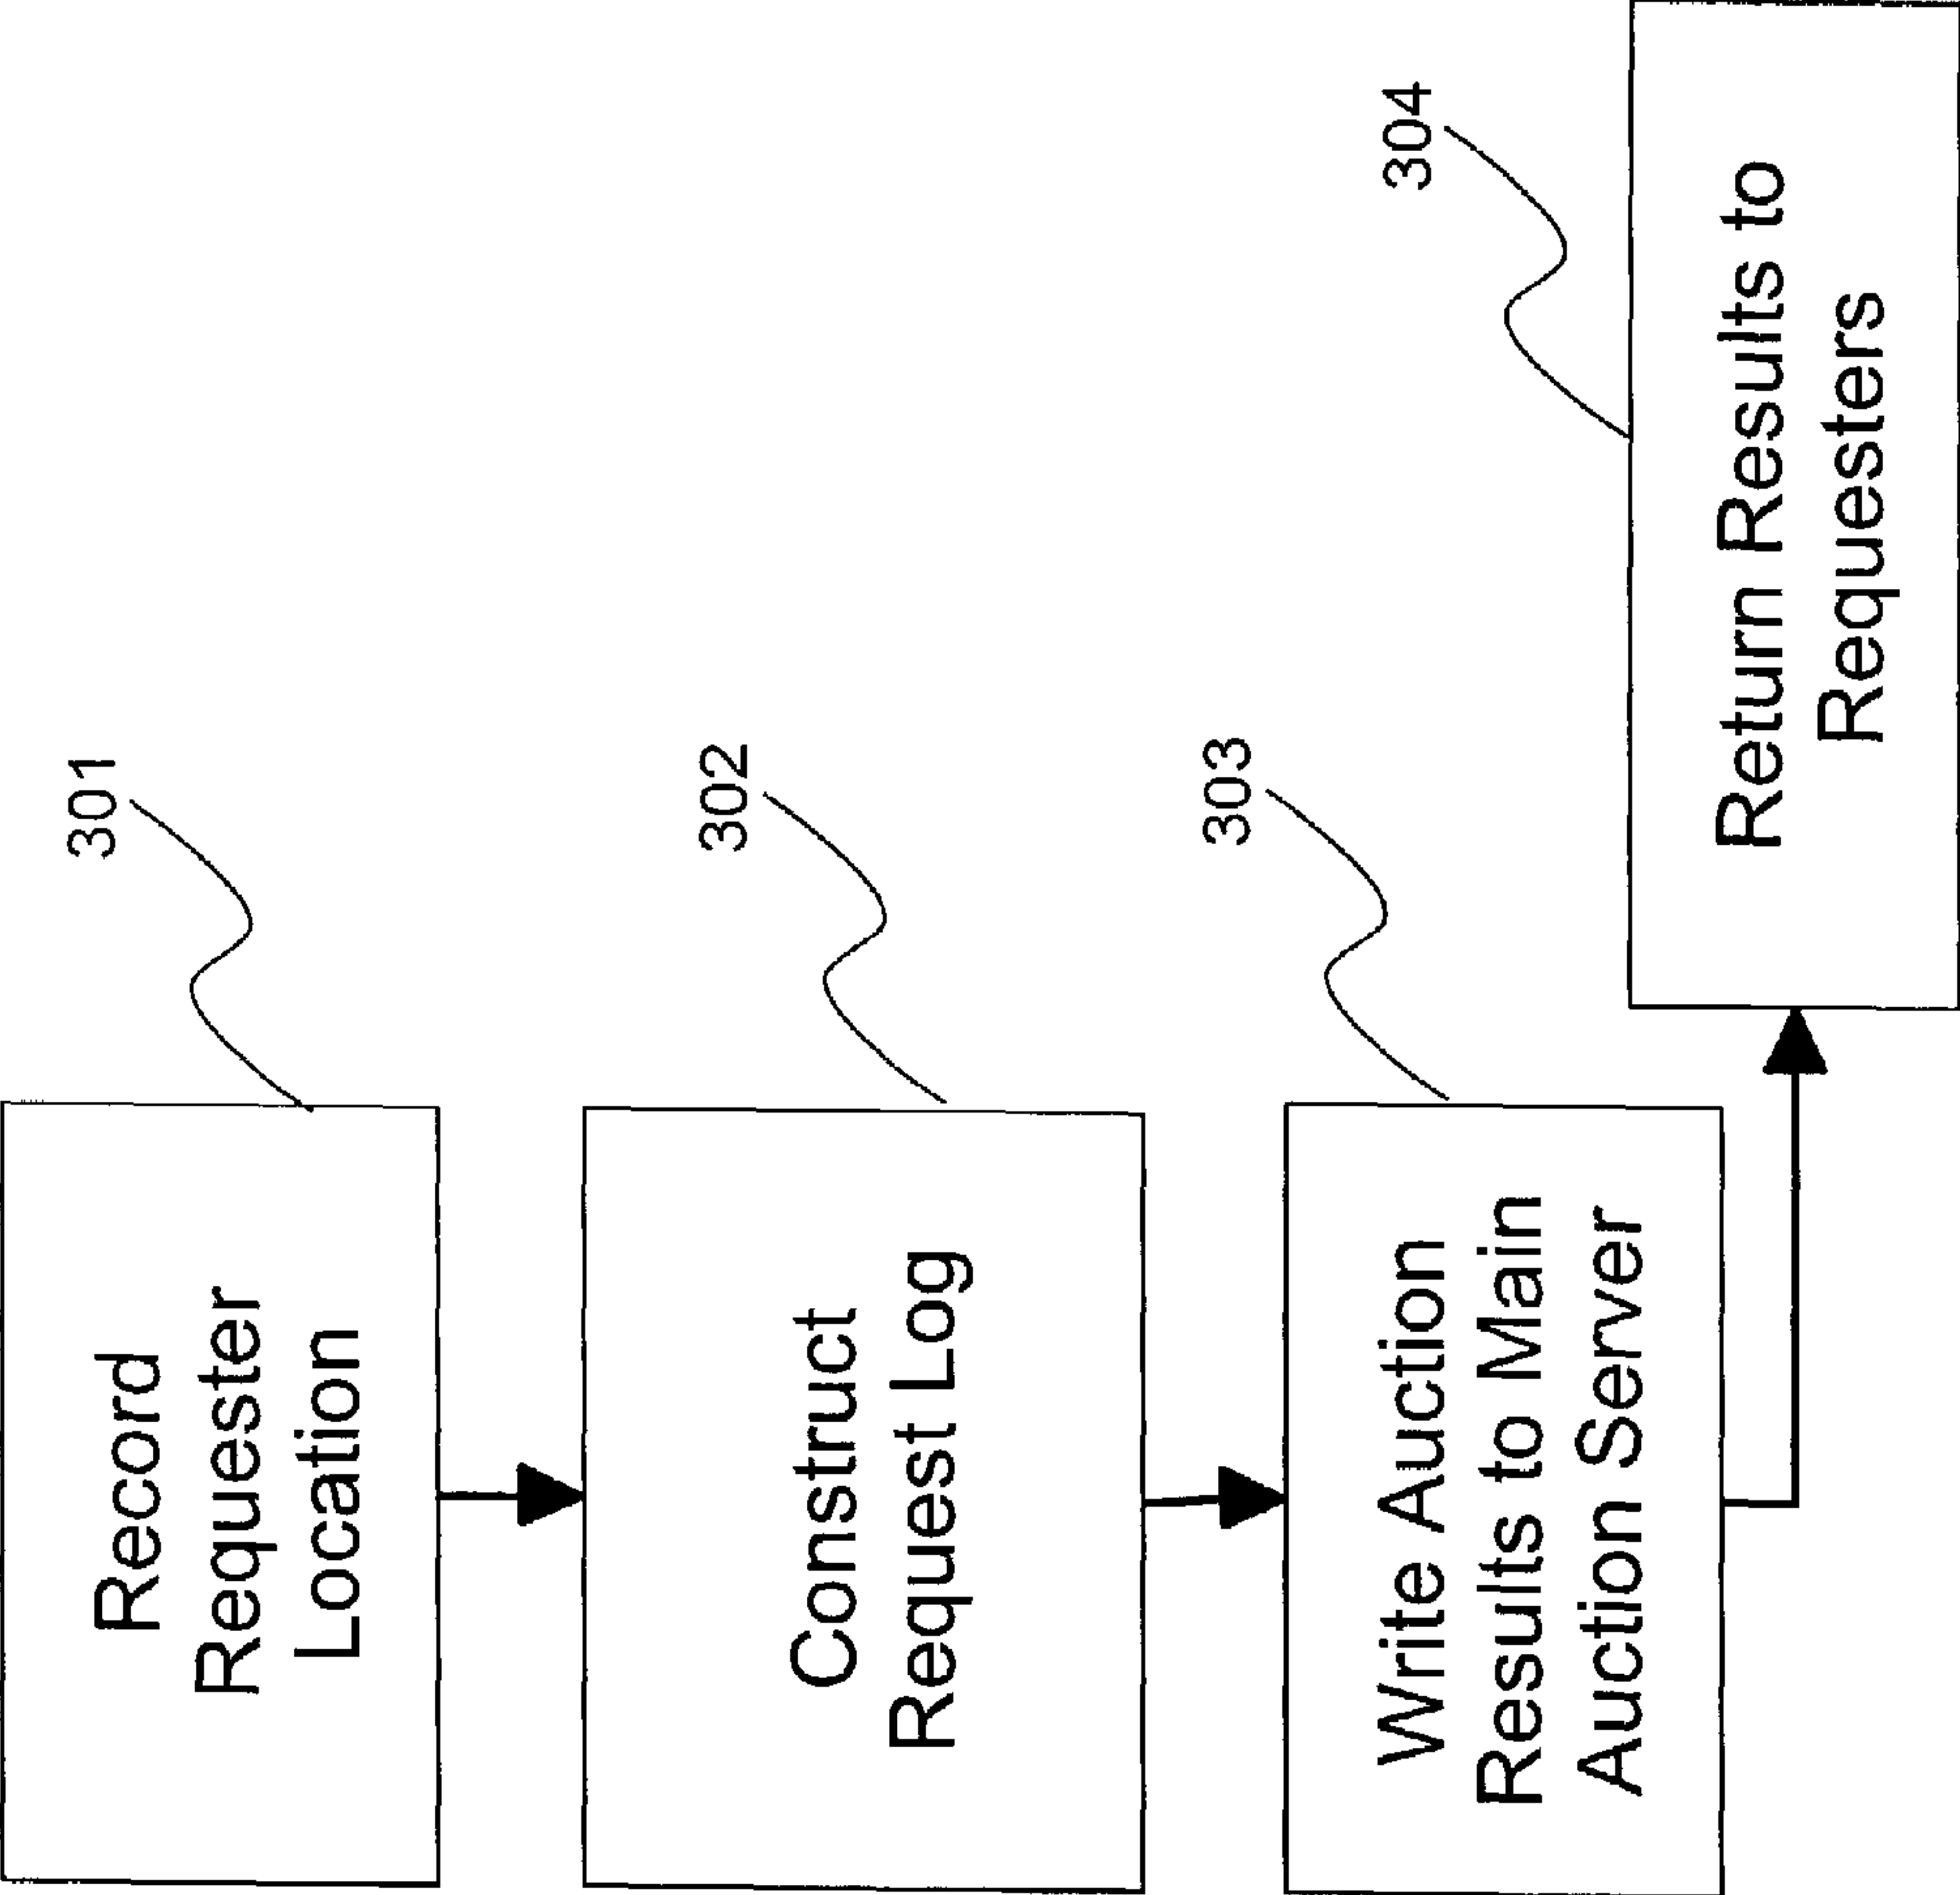 301
Record
Requester
Location
302
Construct
Request Log
303
Write Auction
Results to Main
Auction Server
304
Return Results to
Requesters